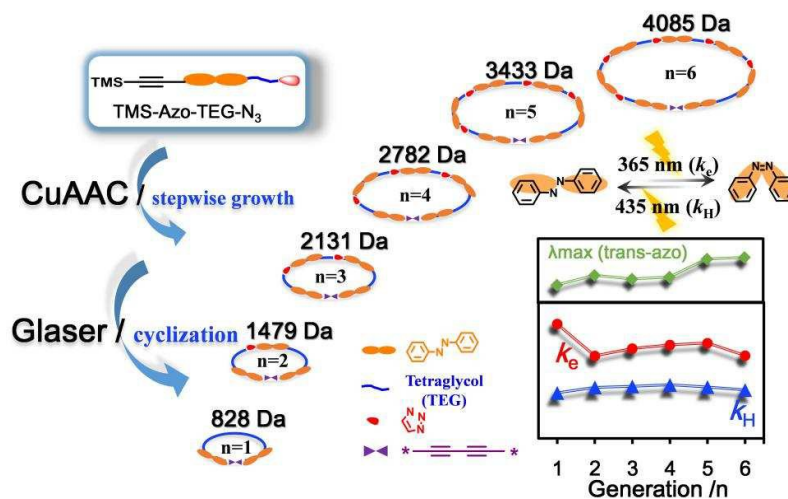 TMS
TMS-Azo-TEG-N₃
CuAAC / stepwise growth
Glaser / cyclization
828 Da
n=1
1479 Da
n=2
2131 Da
n=3
2782 Da
n=4
3433 Da
n=5
4085 Da
n=6
N
N
365 nm (kₑ)
435 nm (k_H)
N=N
N
N
Tetraglycol
(TEG)
N
N
N
* *
λmax (trans-azo)
kₑ
k_H
1 2 3 4 5 6
Generation /n